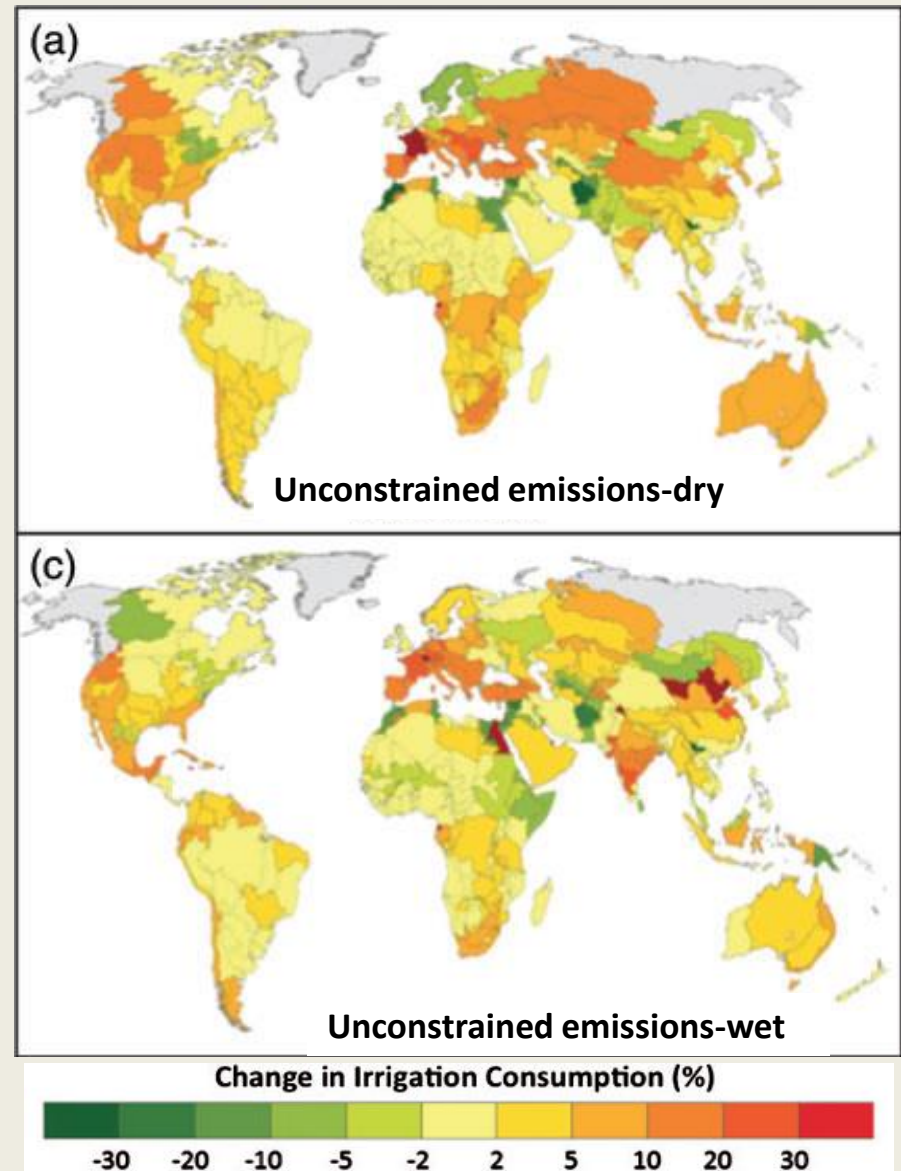 (a)
Unconstrained emissions-dry
(c)
Unconstrained emissions-wet
Change in Irrigation Consumption (%)
-30 -20 -10 -5 -2 2 5 10 20 30